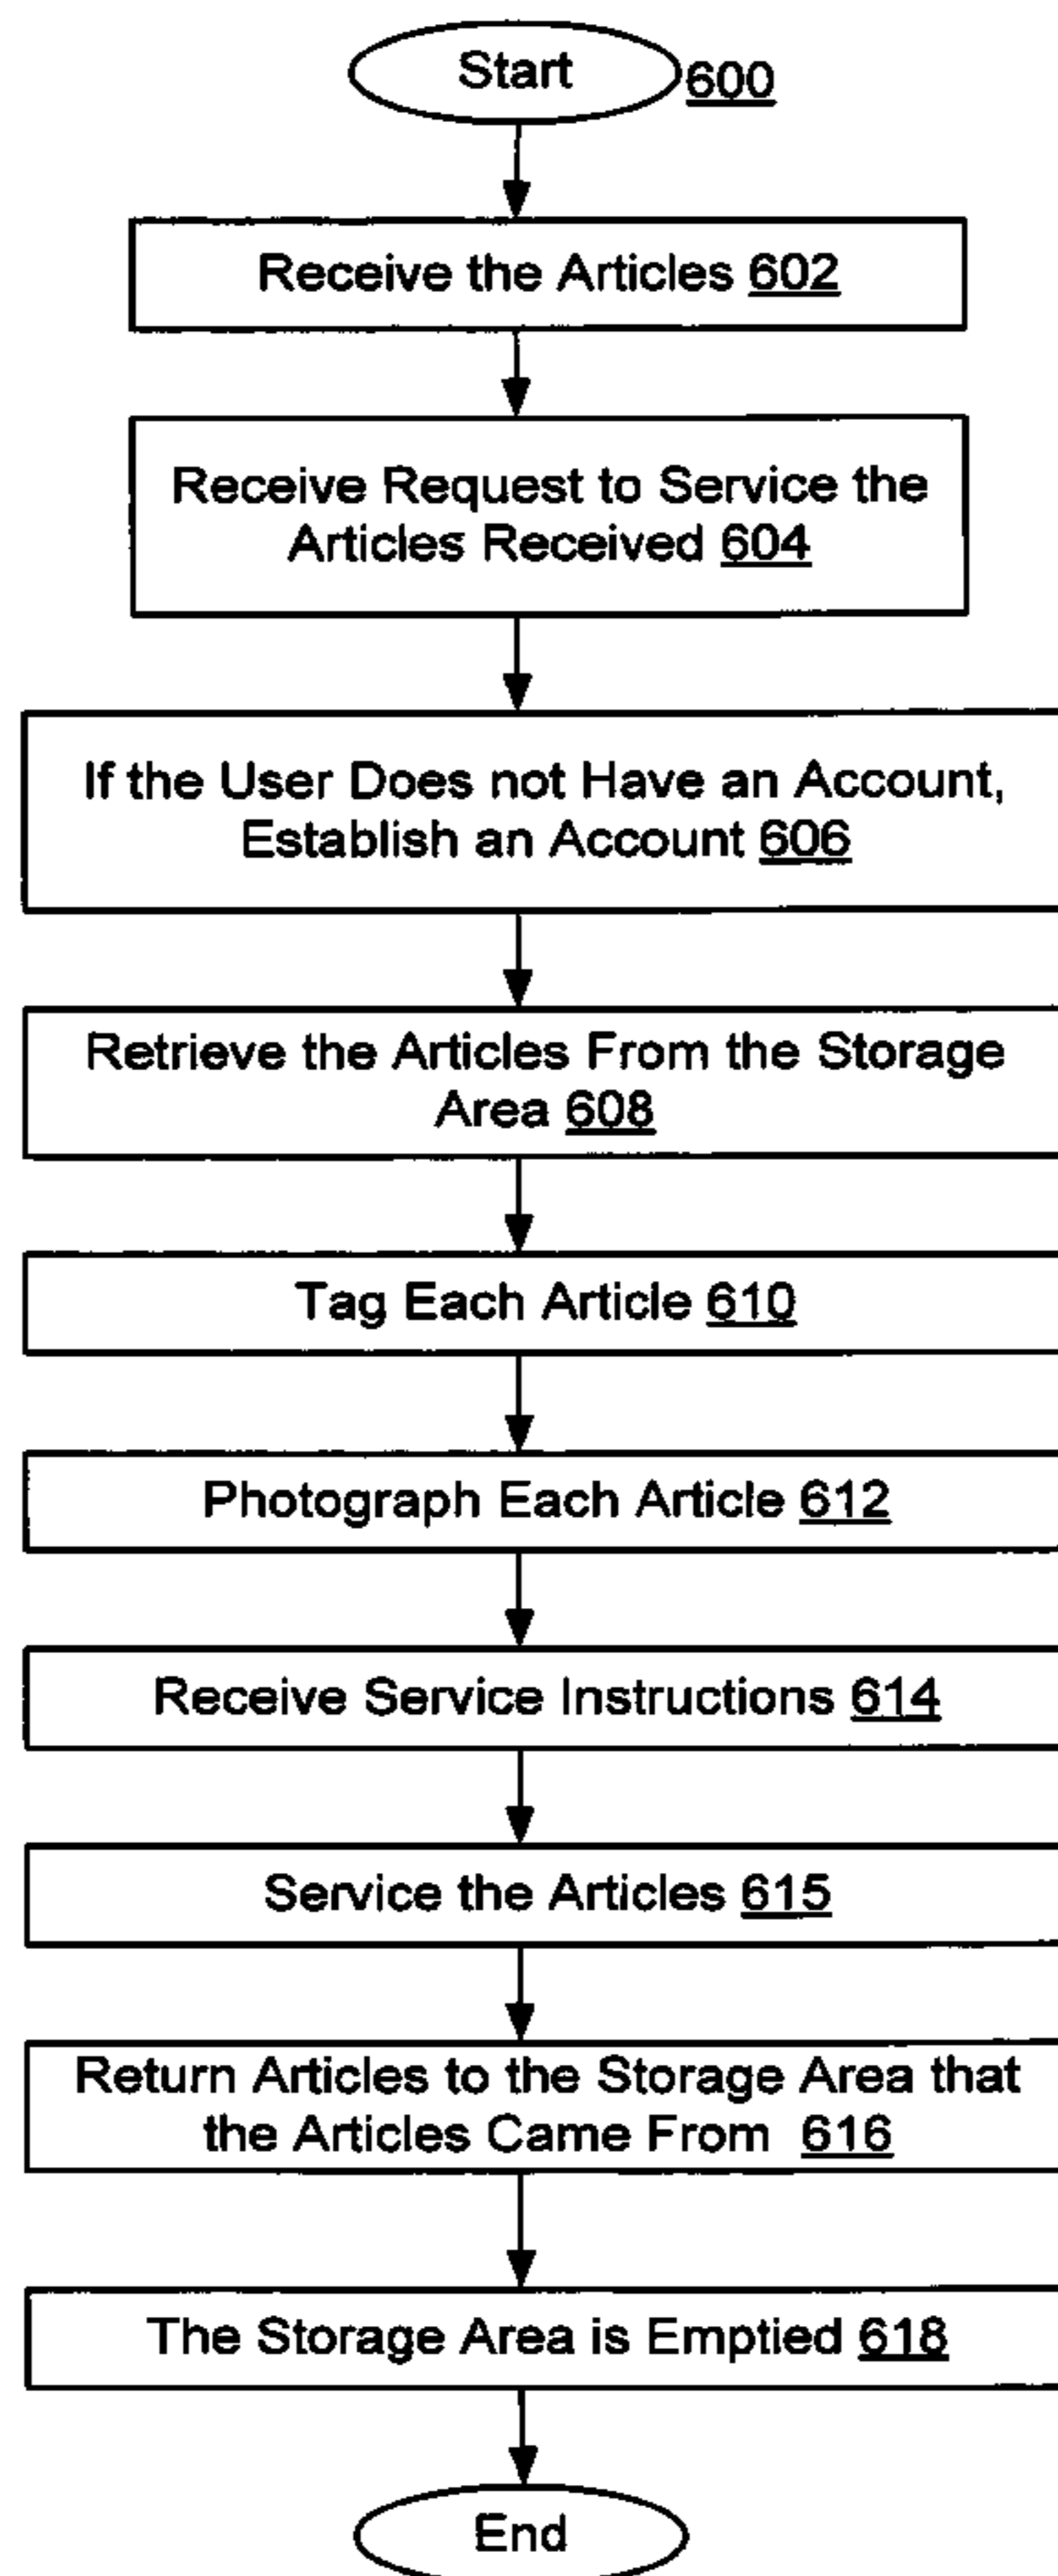 Start 600
Receive the Articles 602
Receive Request to Service the
Articles Received 604
If the User Does not Have an Account,
Establish an Account 606
Retrieve the Articles From the Storage
Area 608
Tag Each Article 610
Photograph Each Article 612
Receive Service Instructions 614
Service the Articles 615
Return Articles to the Storage Area that
the Articles Came From 616
The Storage Area is Emptied 618
End